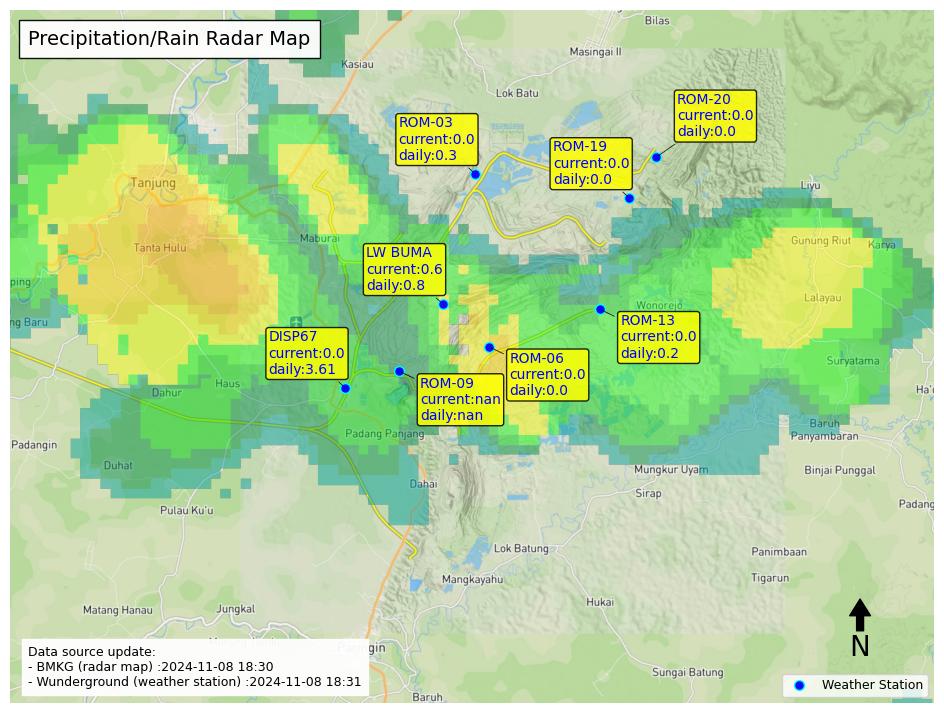 Precipitation/Rain Radar Map
Bilas
Masingai II
Kasiau
Lok Batu
ROM-20
current:0.0
daily:0.0
ROM-03
current:0.0
daily:0.3
ROM-19
current:0.0
daily:0.0
Tanjung
Liyu
Maburai
Tanta Hulu
Gunung Riut
Karya
LW BUMA
current:0.6
daily:0.8
ping
Lalayau
Wonorejo
ng Baru
ROM-13
current:0.0
daily:0.2
DISP67
current:0.0
daily:3.61
ROM-06
current:0.0
daily:0.0
Suryatama
ROM-09
current:nan
daily:nan
Haus
Dahur
Ha
Baruh
Panyambaran
Padang Panjang
Padangin
Duhat
Mungkur Uyam
Binjai Punggal
Dahai
Sirap
Padang
Pulau Ku'u
Lok Batung
Panimbaan
Mangkayahu
Tigarun
Hukai
Matang Hanau
Jungkal
Paringin
Sungai Batung
Baruh
Data source update:
- BMKG (radar map) :2024-11-08 18:30
- Wunderground (weather station) :2024-11-08 18:31
N
Weather Station